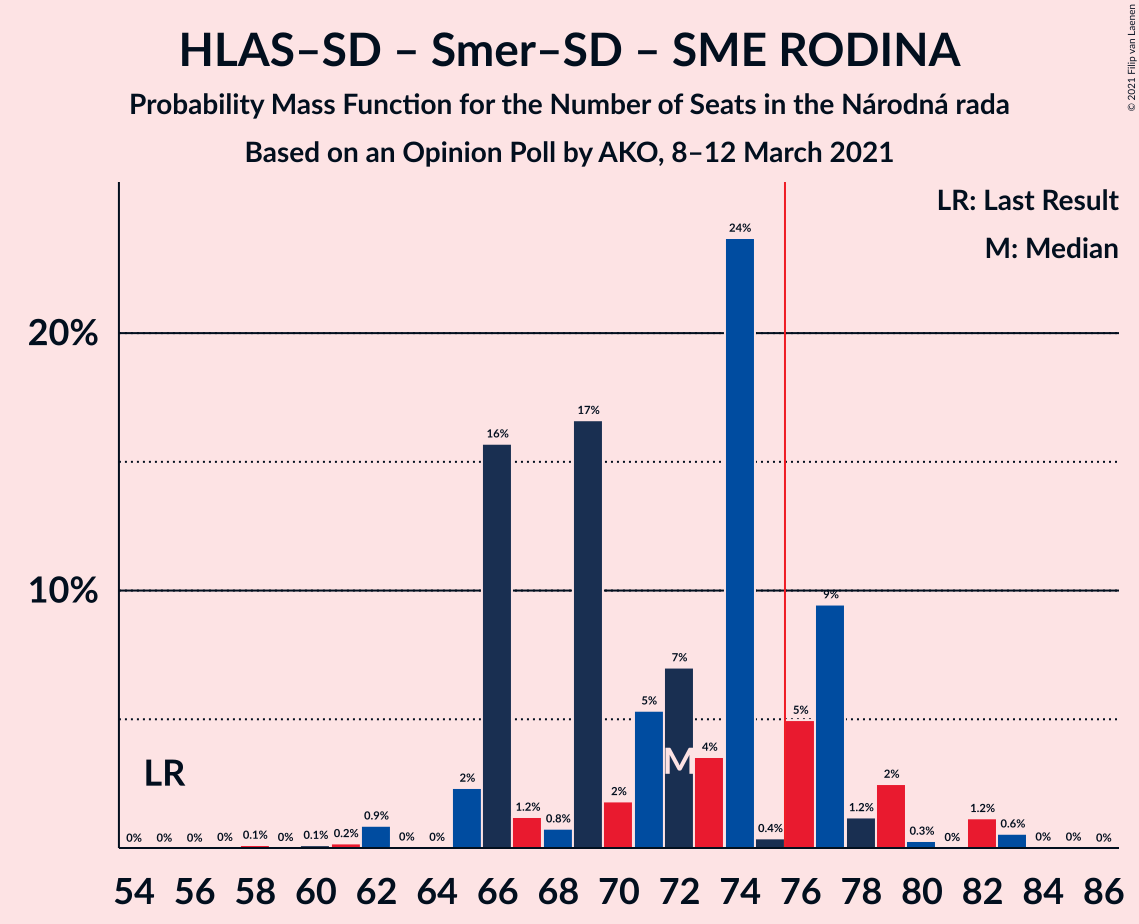 HLAS–SD – Smer–SD – SME RODINA
Probability Mass Function for the Number of Seats in the Národná rada
Based on an Opinion Poll by AKO, 8–12 March 2021
© 2021 Filip van Laenen
LR: Last Result
M: Median
20%
10%
LR
M
0% 0% 0% 0% 0.1% 0% 0.1% 0.2% 0.9% 0% 0% 2% 16% 1.2% 0.8% 17% 2% 5% 7% 4% 24% 0.4% 5% 9% 1.2% 2% 0.3% 0% 1.2% 0.6% 0% 0% 0%
54 56 58 60 62 64 66 68 70 72 74 76 78 80 82 84 86